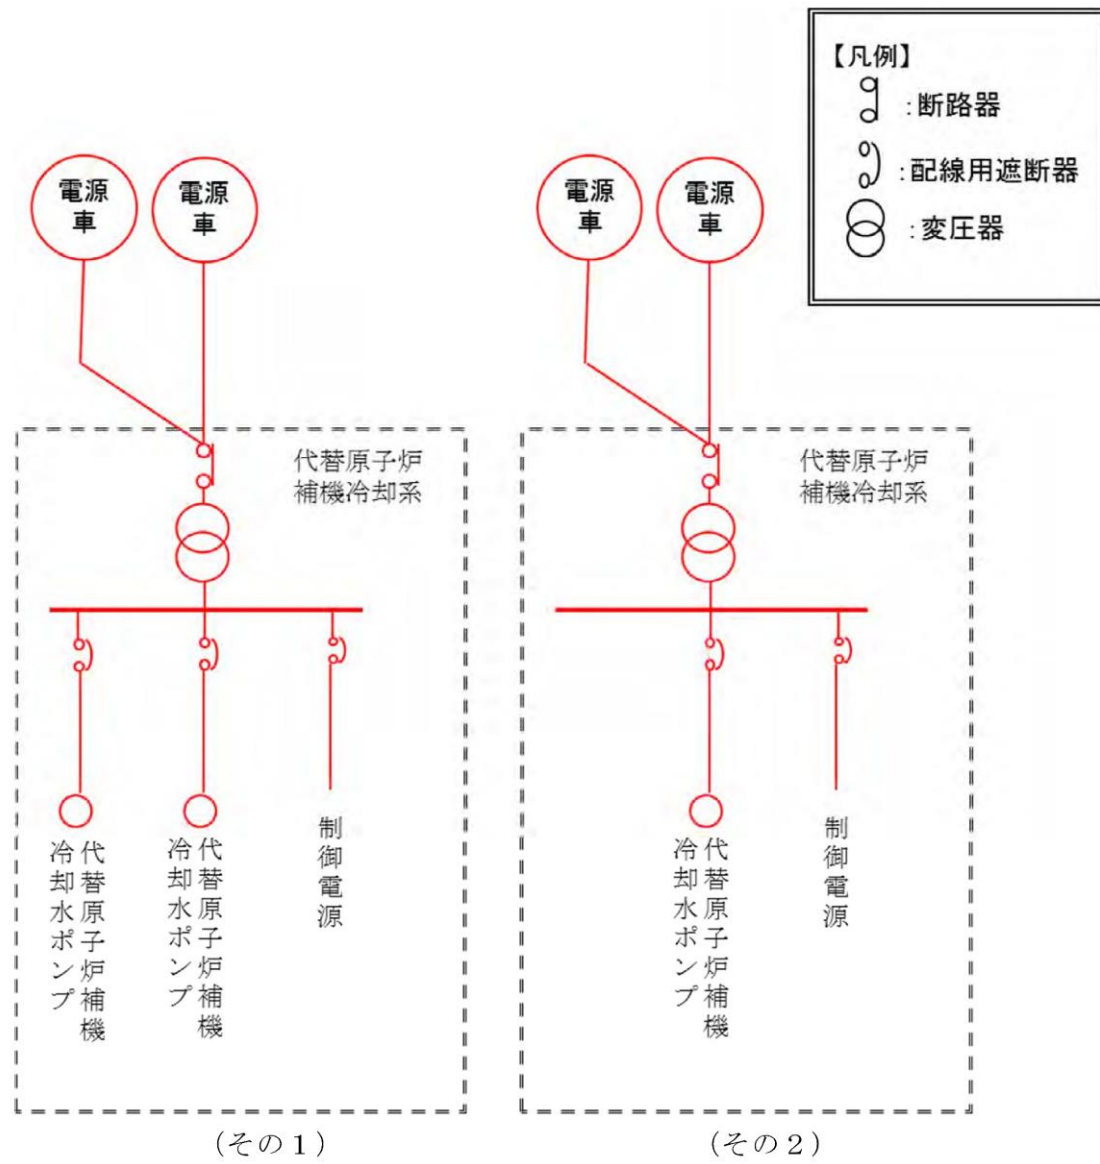 【凡例】
:断路器
:配線用遮断器
:変圧器
電源
車
電源
車
代替原子炉
補機冷却系
代替原子炉補機
冷却水ポンプ
代替原子炉補機
冷却水ポンプ
制御電源
(その1)
電源
車
電源
車
代替原子炉
補機冷却系
代替原子炉補機
冷却水ポンプ
制御電源
(その2)